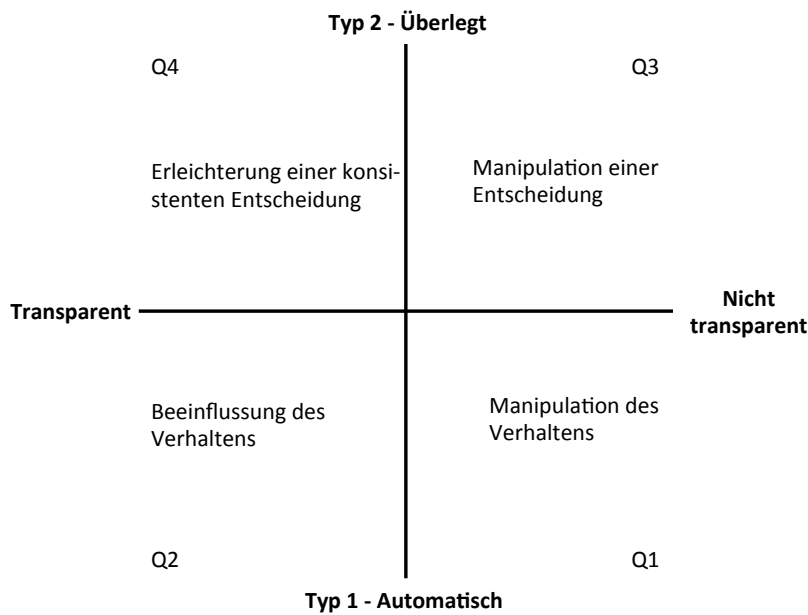 Typ 2 - Überlegt
Q4
Q3
Erleichterung einer konsi-
stenten Entscheidung
Manipulation einer
Entscheidung
Transparent
Nicht
transparent
Beeinflussung des
Verhaltens
Manipulation des
Verhaltens
Q2
Q1
Typ 1 - Automatisch